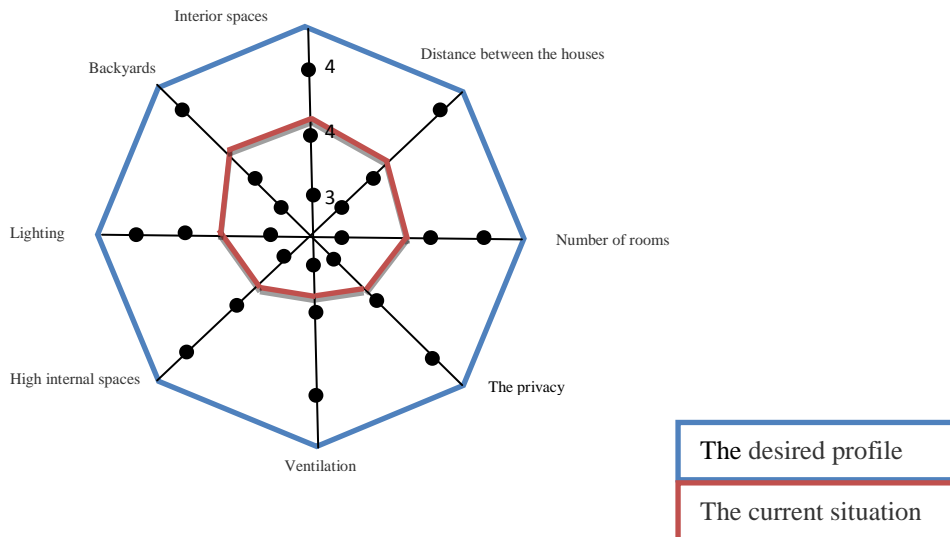 Interior spaces
Distance between the houses
Backyards
4
4
3
Lighting
Number of rooms
High internal spaces
The privacy
Ventilation
The desired profile
The current situation